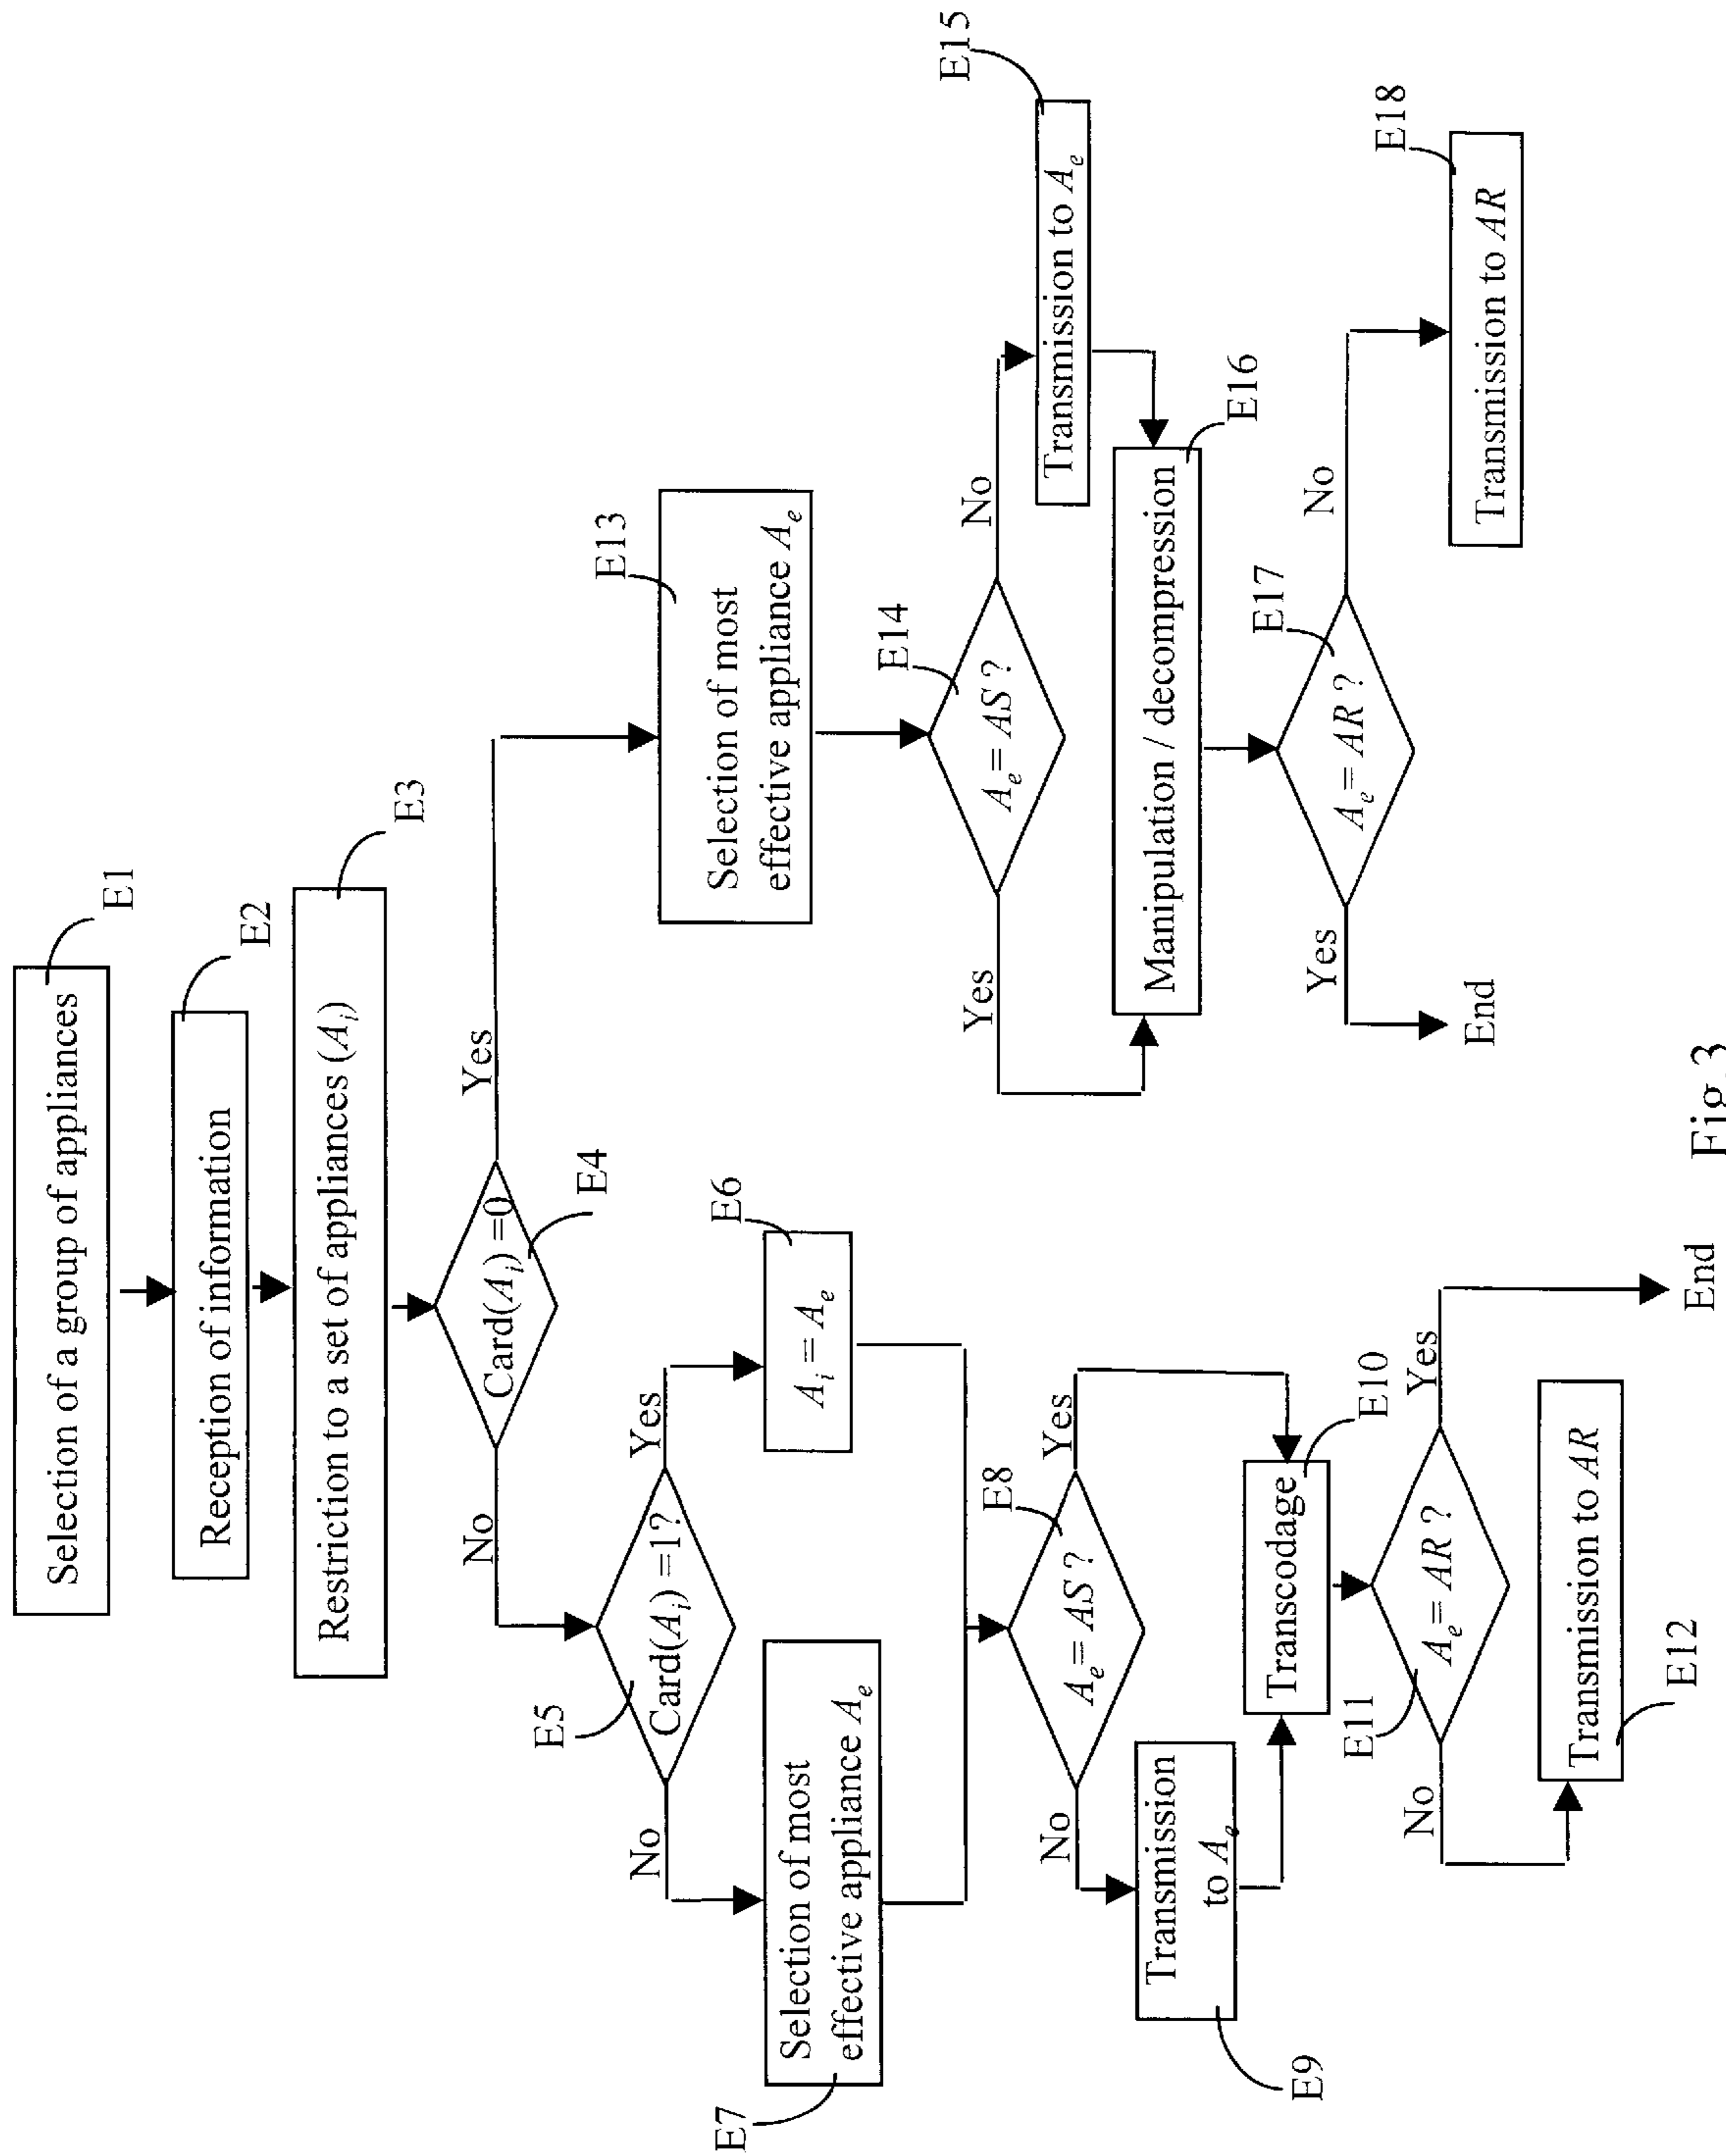 Selection of a group of appliances
E1
Reception of information
E2
Restriction to a set of appliances (A_i)
E3
Card(A_i) =0
E4
No
Yes
E5
Card(A_i) =1?
No
Yes
E7
Selection of most
effective appliance A_e
A_i = A_e
E6
A_e = AS ?
E8
No
Yes
E9
Transmission
to A_e
Transcodage
E10
E11
A_e = AR ?
No
Yes
E12
Transmission to AR
End
E13
Selection of most
effective appliance A_e
E14
A_e = AS ?
Yes
No
E15
Transmission to A_e
Manipulation / decompression
E16
E17
A_e = AR ?
Yes
No
End
E18
Transmission to AR
Fig.3